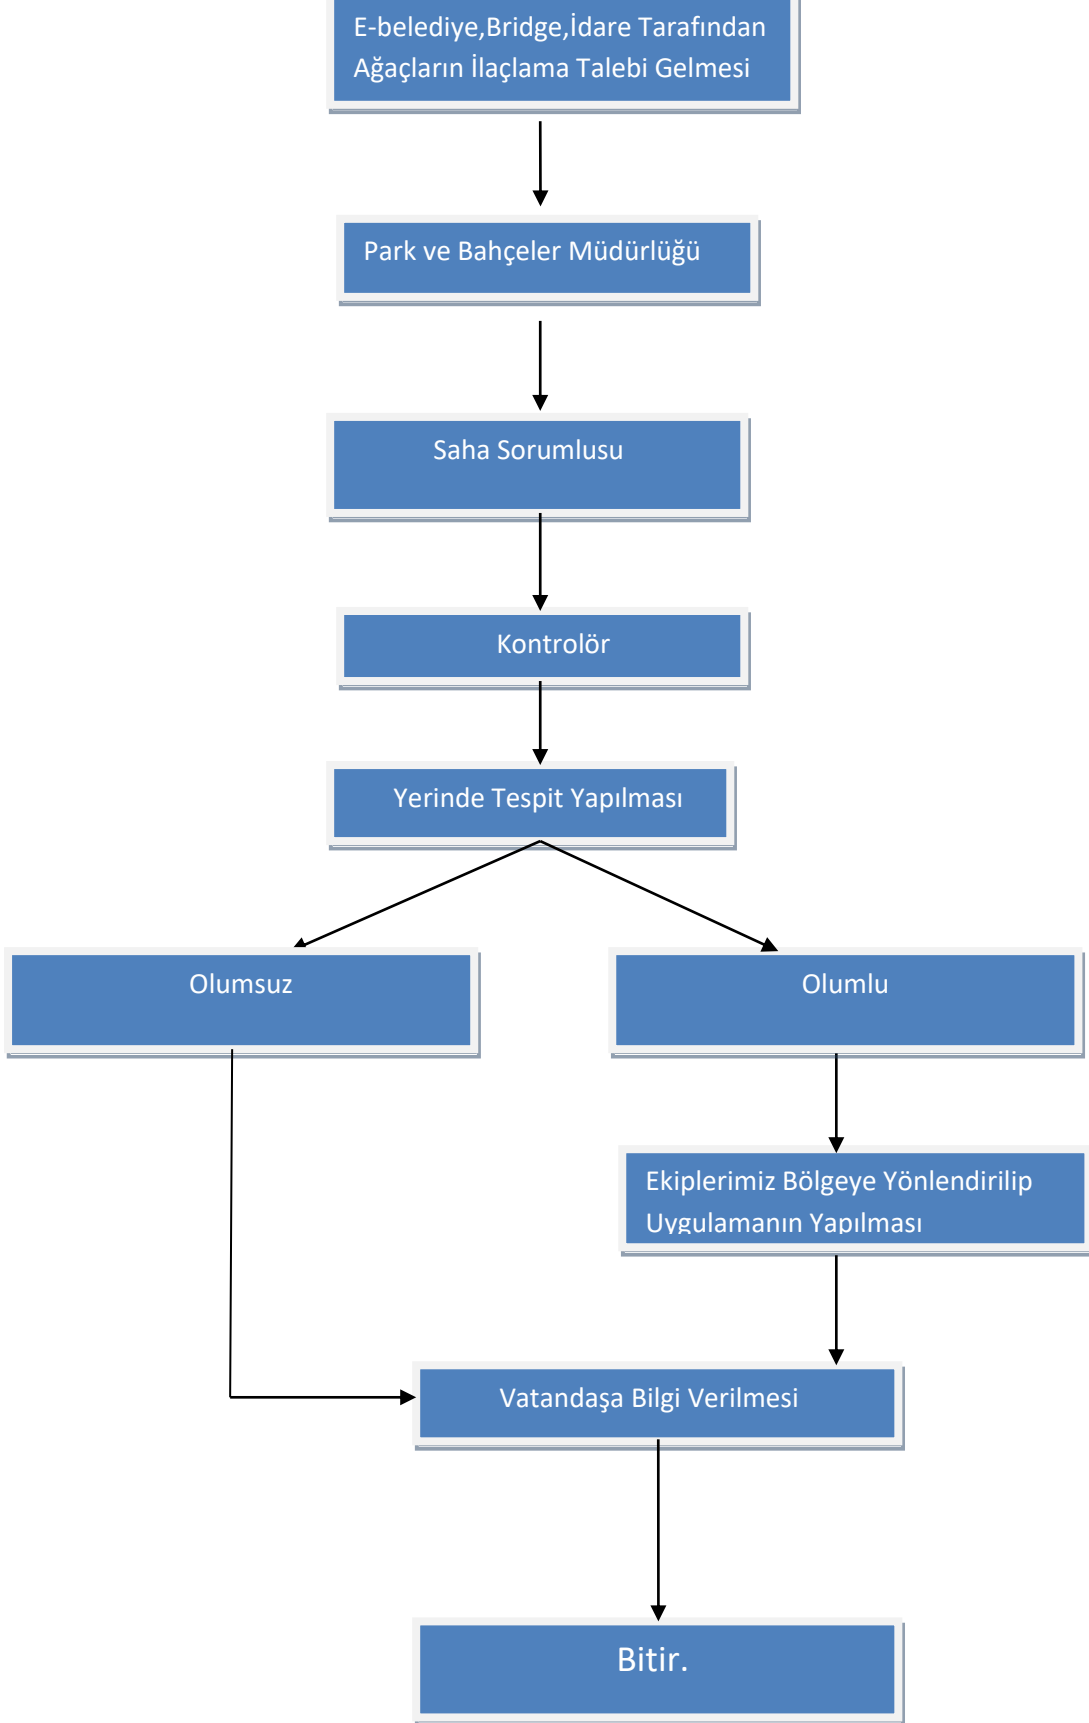 E-belediye,Bridge,İdare Tarafından
Ağaçların İlaçlama Talebi Gelmesi
Park ve Bahçeler Müdürlüğü
Saha Sorumlusu
Kontrolör
Yerinde Tespit Yapılması
Olumsuz
Olumlu
Ekiplerimiz Bölgeye Yönlendirilip
Uygulamanın Yapılması
Vatandaşa Bilgi Verilmesi
Bitir.